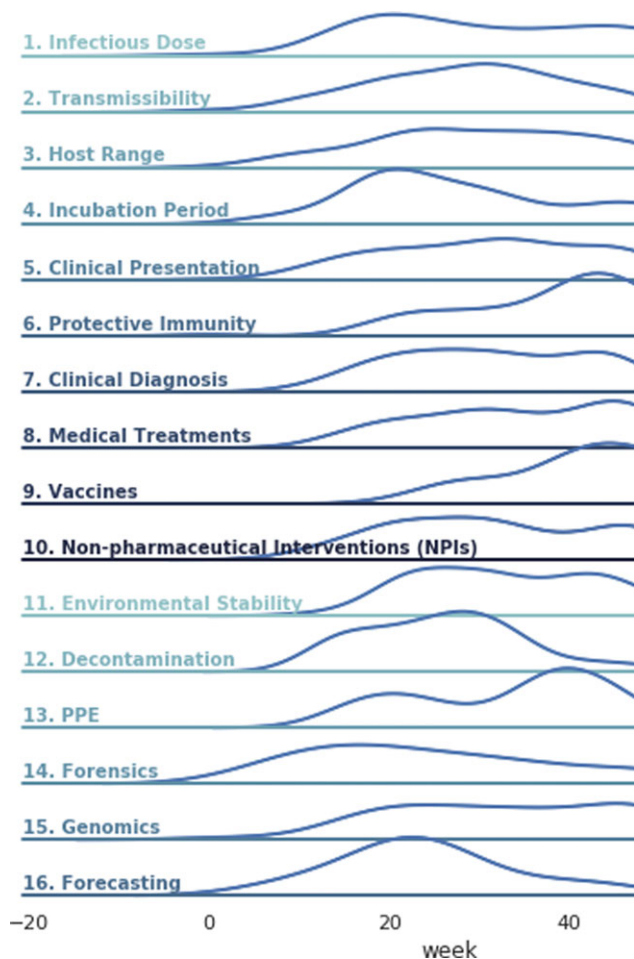 1. Infectious Dose
2. Transmissibility
3. Host Range
4. Incubation Period
5. Clinical Presentation
6. Protective Immunity
7. Clinical Diagnosis
8. Medical Treatments
9. Vaccines
10. Non-pharmaceutical Interventions (NPIs)
11. Environmental Stability
12. Decontamination
13. PPE
14. Forensics
15. Genomics
16. Forecasting
−20 0 20 40
week